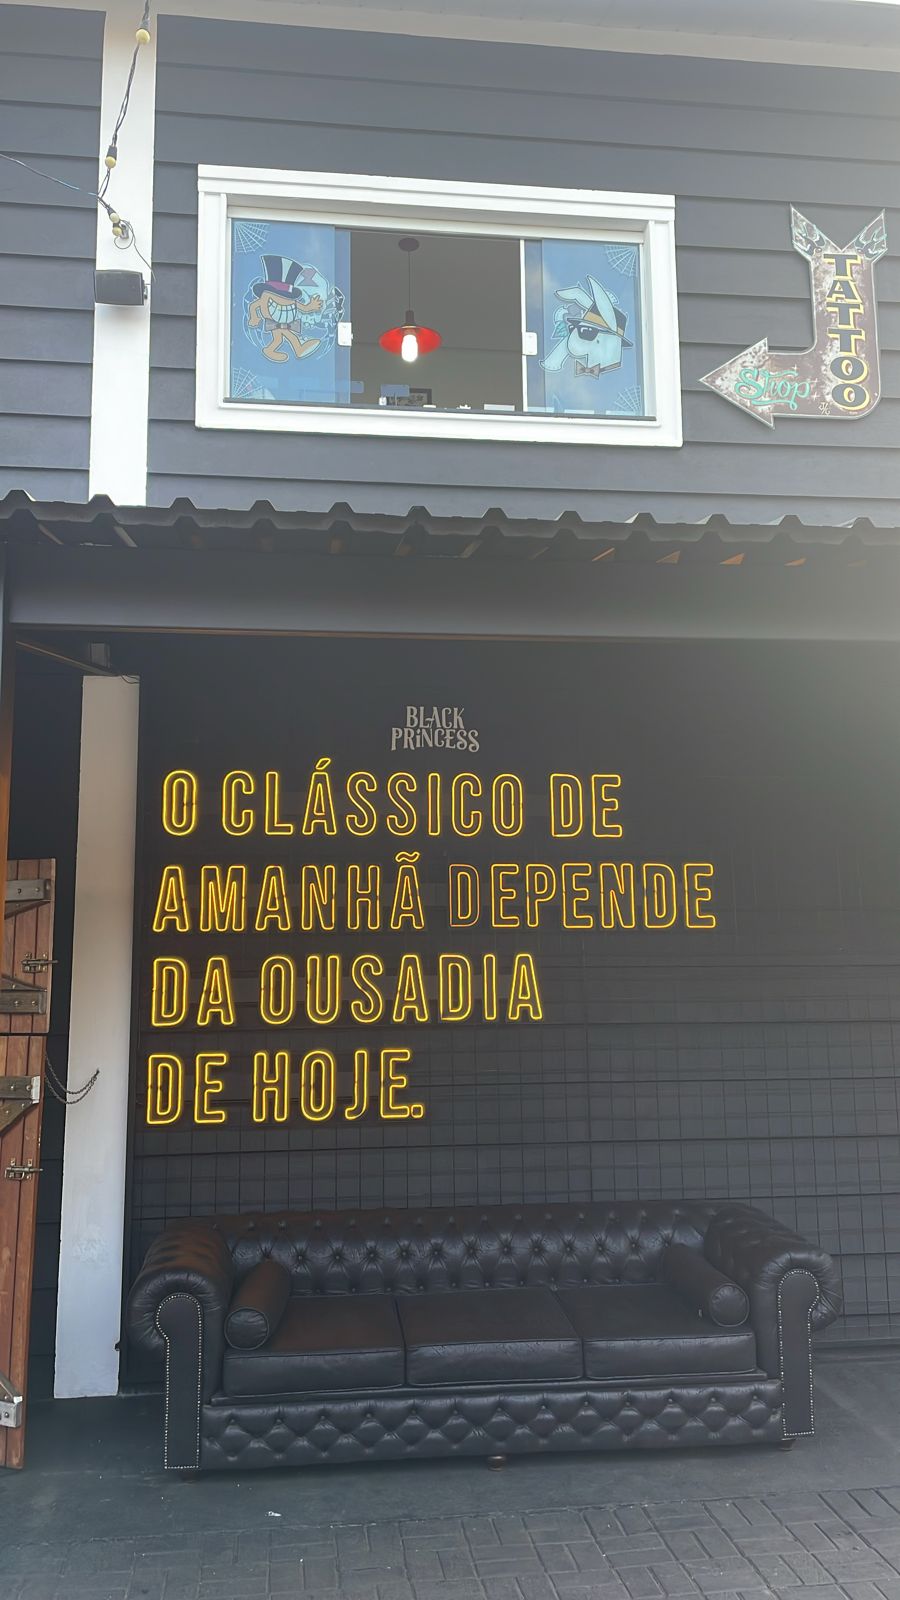 TATTOO
Shop
BLACK
PRINCESS
O CLÁSSICO DE
AMANHÃ DEPENDE
DA OUSADIA
DE HOJE.